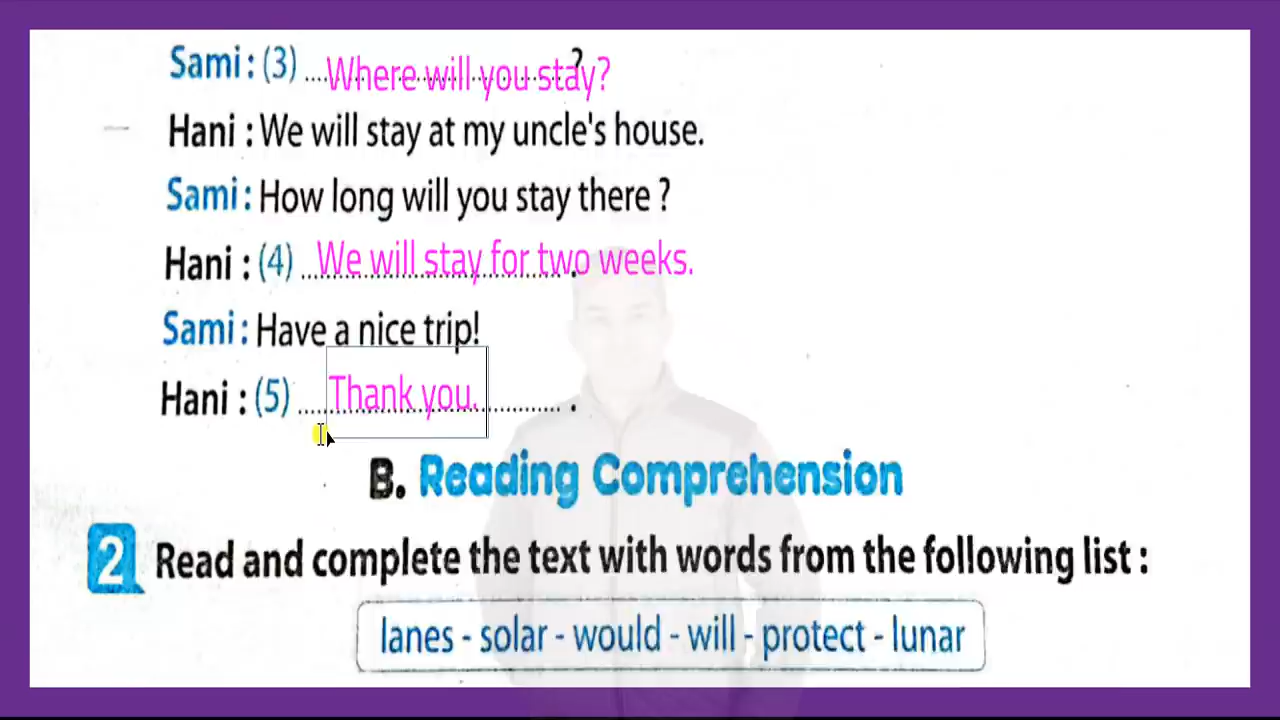 Sami : (3) .... Where will you stay? ?
Hani : We will stay at my uncle's house.
Sami : How long will you stay there ?
Hani : (4) ... We will stay for two weeks. .
Sami : Have a nice trip!
Hani : (5) .... Thank you. ............ .
B. Reading Comprehension
2 Read and complete the text with words from the following list :
lanes - solar - would - will - protect - lunar